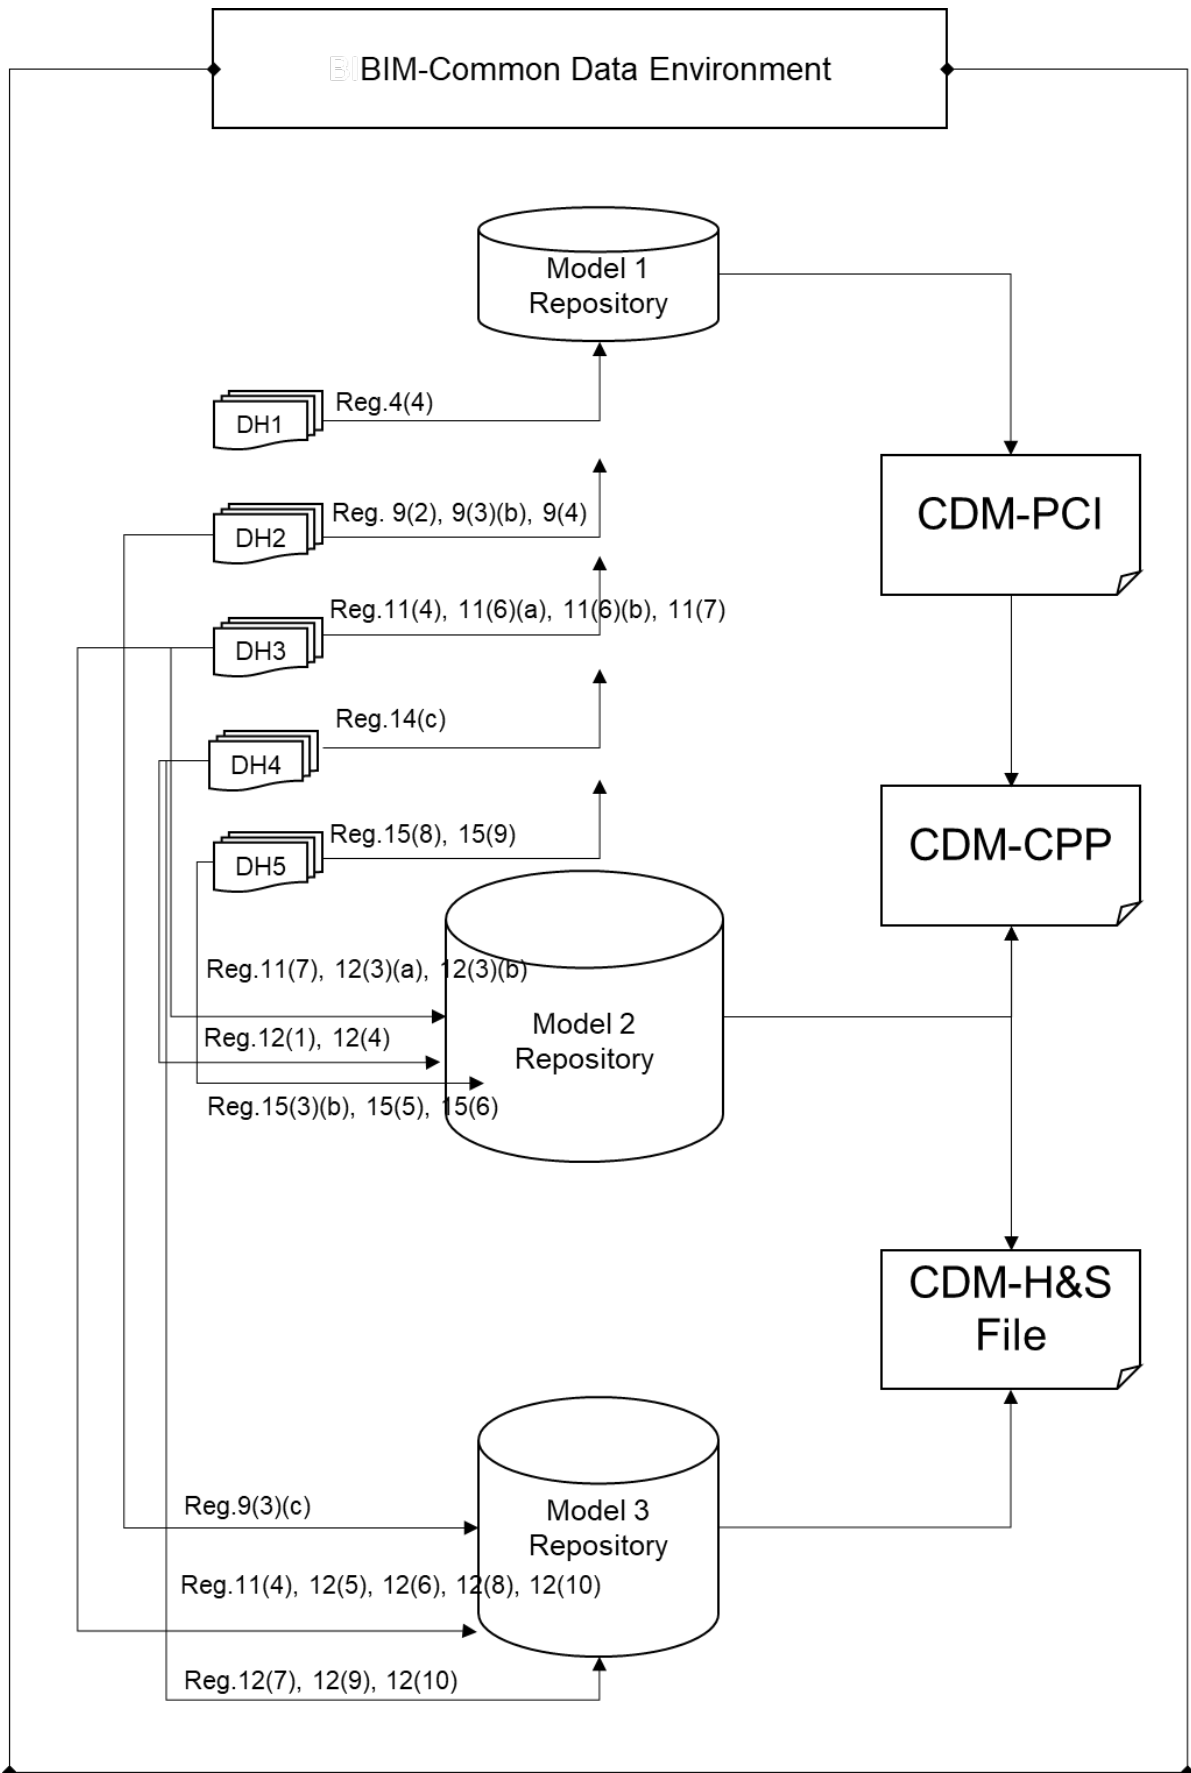 BIBIM-Common Data Environment
Model 1
Repository
Reg.4(4)
DH1
CDM-PCI
Reg. 9(2), 9(3)(b), 9(4)
DH2
Reg.11(4), 11(6)(a), 11(6)(b), 11(7)
DH3
Reg.14(c)
DH4
CDM-CPP
Reg.15(8), 15(9)
DH5
Reg.11(7), 12(3)(a), 12(3)(b)
Model 2
Repository
Reg.12(1), 12(4)
Reg.15(3)(b), 15(5), 15(6)
CDM-H&S
File
Reg.9(3)(c)
Model 3
Repository
Reg.11(4), 12(5), 12(6), 12(8), 12(10)
Reg.12(7), 12(9), 12(10)